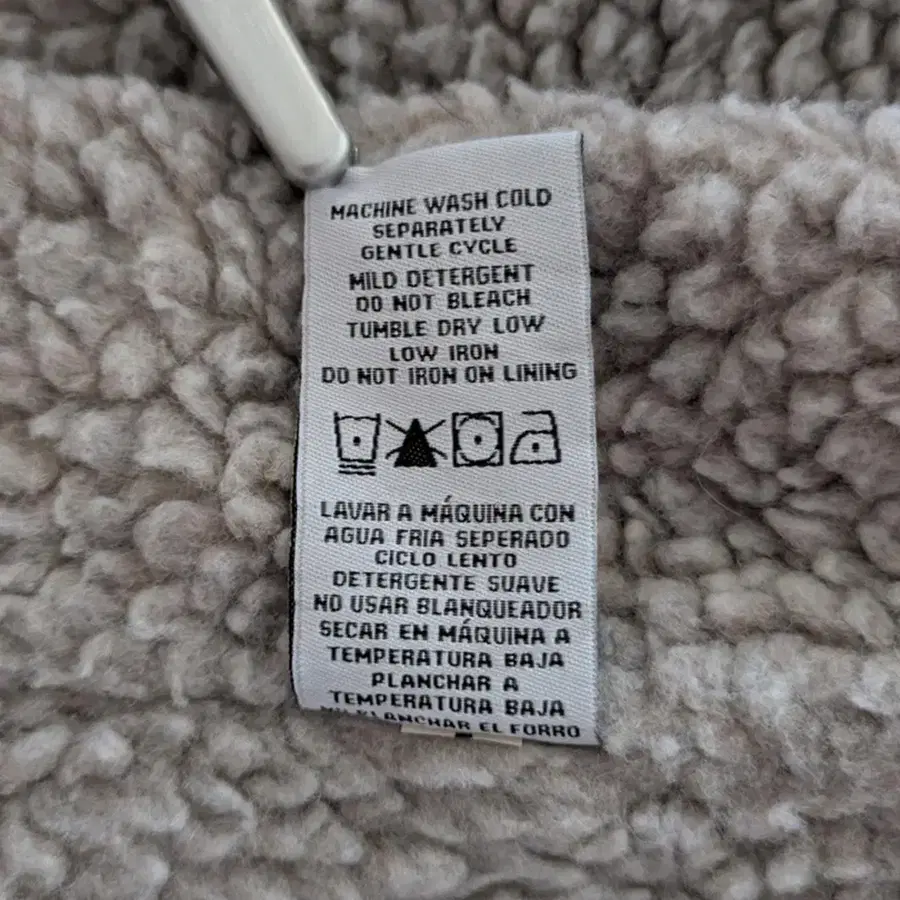 MACHINE WASH COLD
SEPARATELY
GENTLE CYCLE
MILD DETERGENT
DO NOT BLEACH
TUMBLE DRY LOW
LOW IRON
DO NOT IRON ON LINING
LAVAR A MÁQUINA CON
AGUA FRIA SEPERADO
CICLO LENTO
DETERGENTE SUAVE
NO USAR BLANQUEADOR
SECAR EN MÁQUINA A
TEMPERATURA BAJA
PLANCHAR A
TEMPERATURA BAJA
PLANCHAR EL FORRO